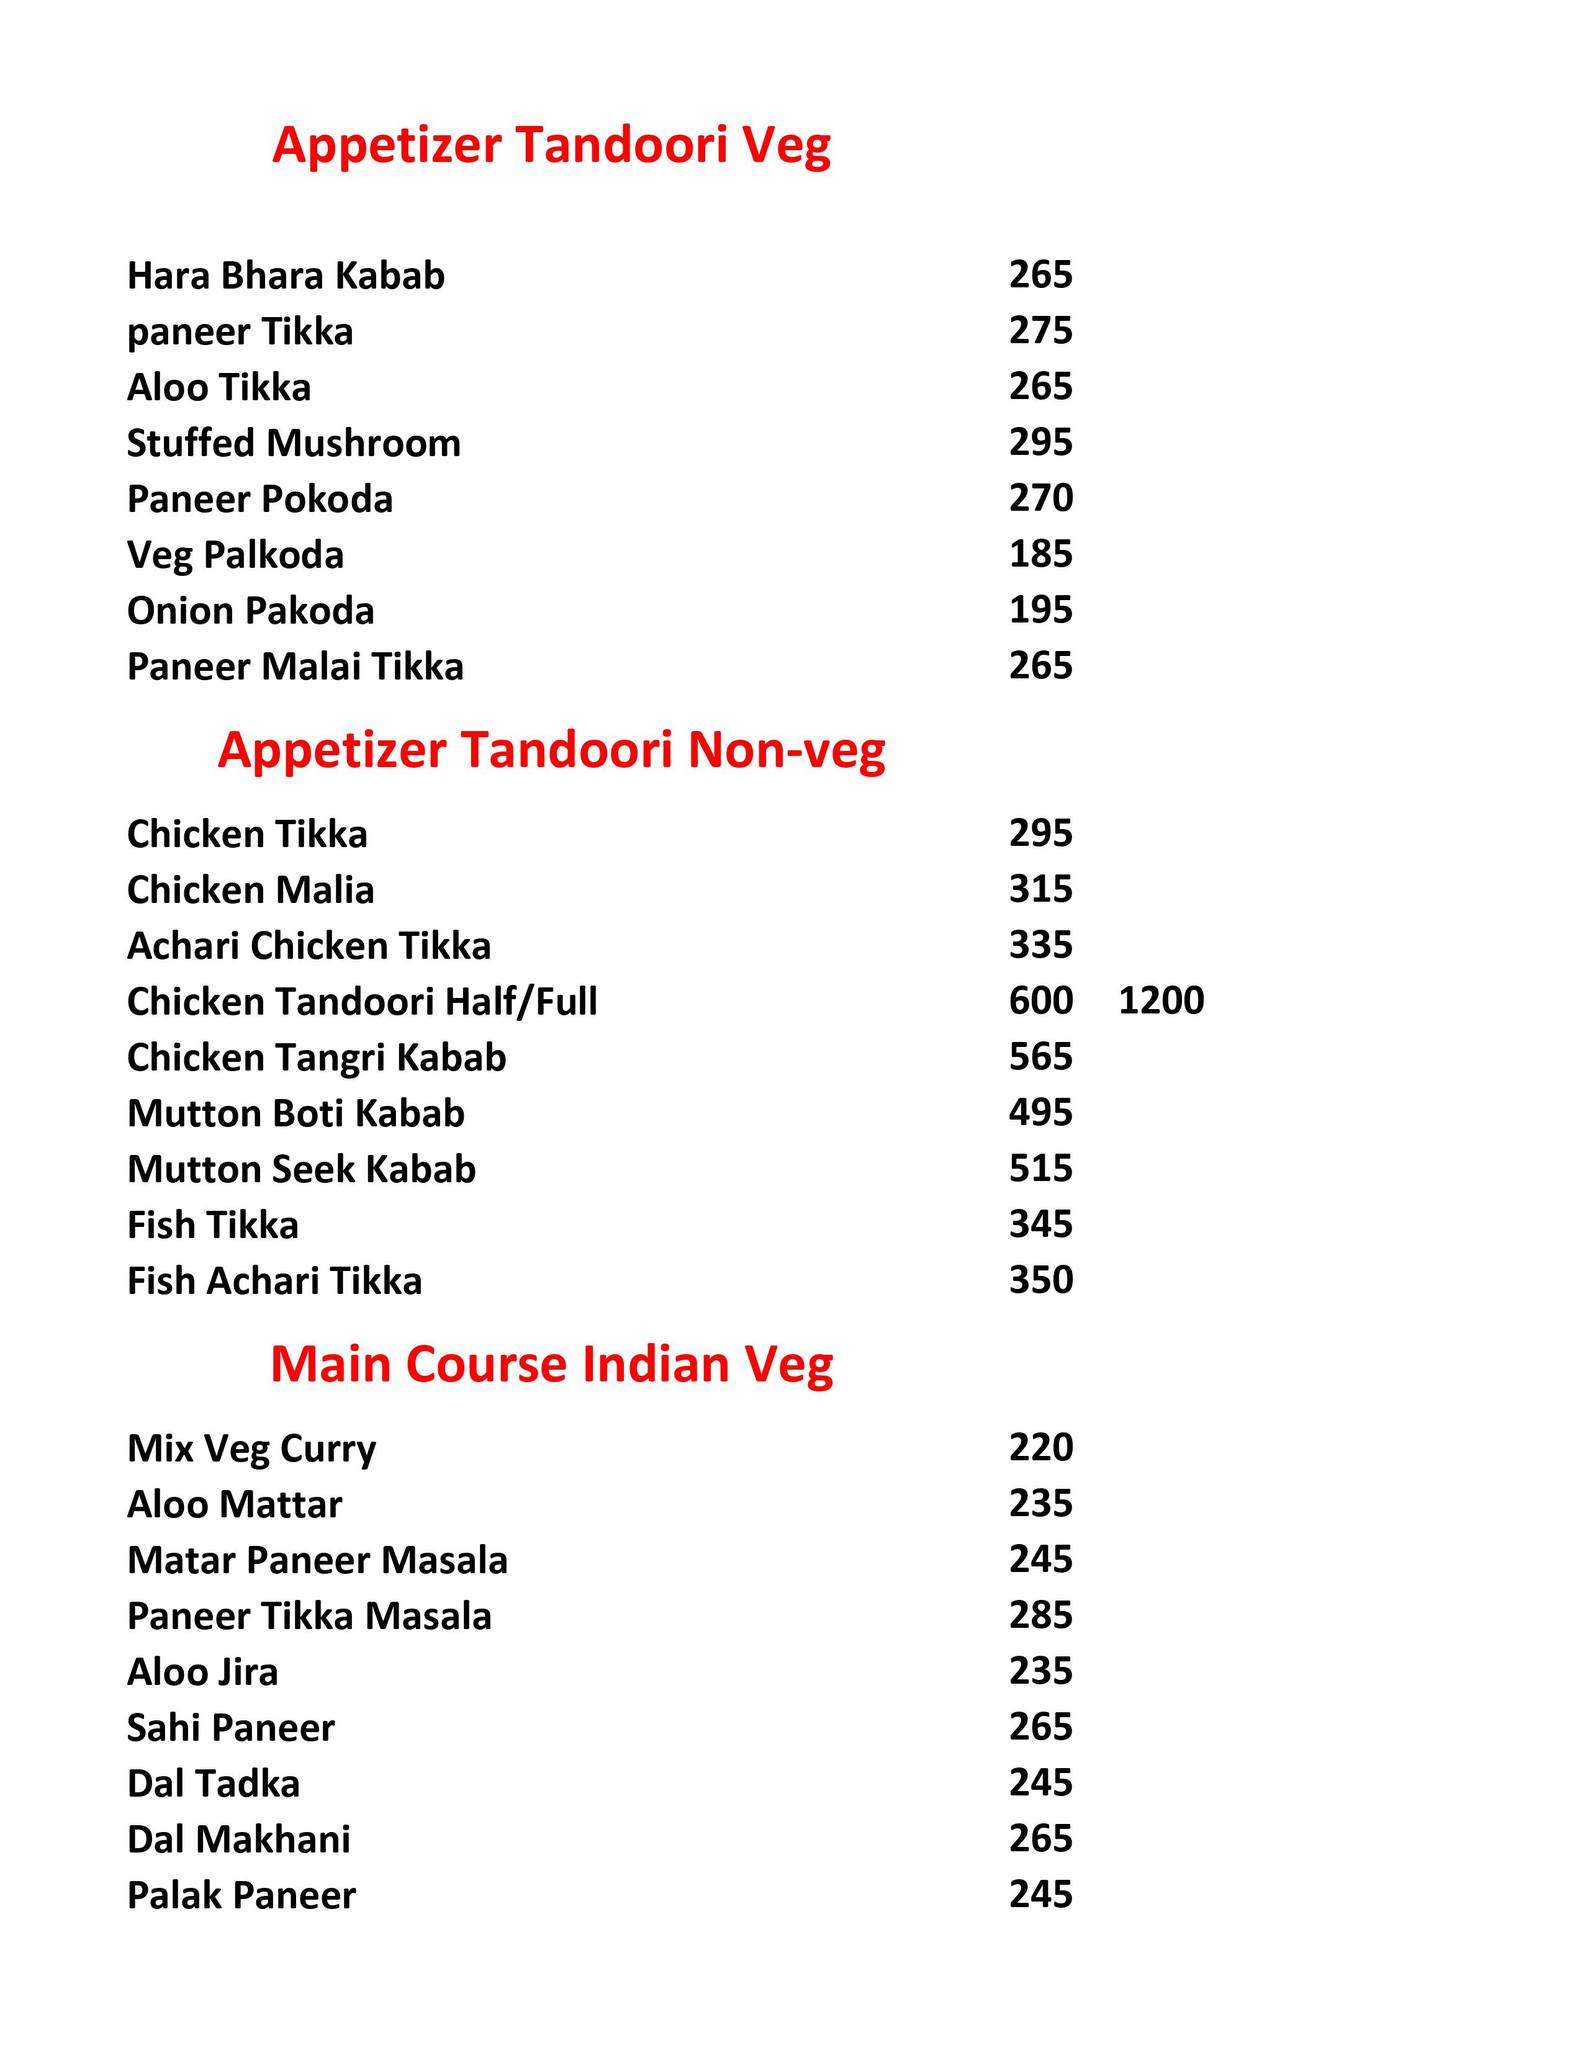 Appetizer Tandoori Veg
Hara Bhara Kabab 265
paneer Tikka 275
Aloo Tikka 265
Stuffed Mushroom 295
Paneer Pokoda 270
Veg Palkoda 185
Onion Pakoda 195
Paneer Malai Tikka 265
Appetizer Tandoori Non-veg
Chicken Tikka 295
Chicken Malia 315
Achari Chicken Tikka 335
Chicken Tandoori Half/Full 600 1200
Chicken Tangri Kabab 565
Mutton Boti Kabab 495
Mutton Seek Kabab 515
Fish Tikka 345
Fish Achari Tikka 350
Main Course Indian Veg
Mix Veg Curry 220
Aloo Mattar 235
Matar Paneer Masala 245
Paneer Tikka Masala 285
Aloo Jira 235
Sahi Paneer 265
Dal Tadka 245
Dal Makhani 265
Palak Paneer 245